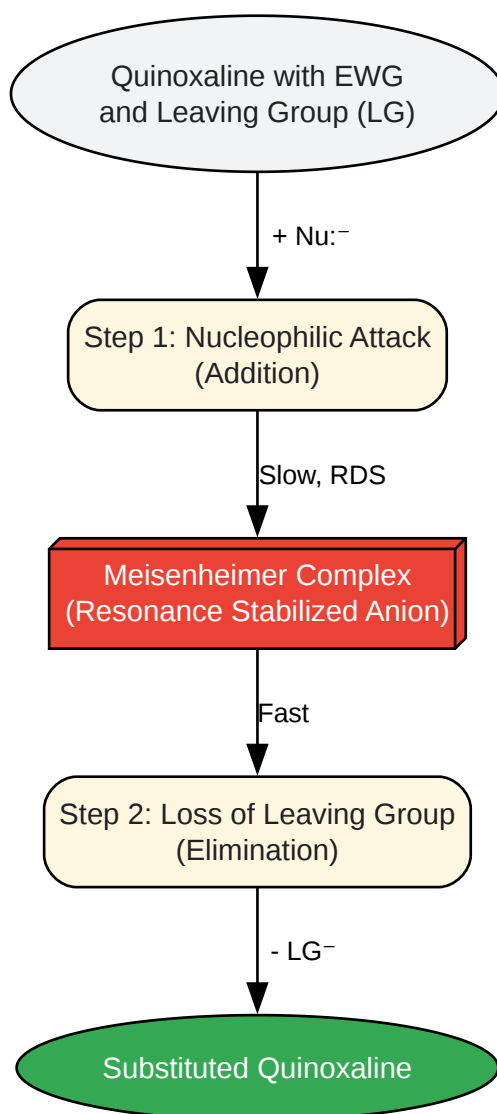 Quinoxaline with EWG
and Leaving Group (LG)
+ Nu:⁻
Step 1: Nucleophilic Attack
(Addition)
Slow, RDS
Meisenheimer Complex
(Resonance Stabilized Anion)
Fast
Step 2: Loss of Leaving Group
(Elimination)
- LG⁻
Substituted Quinoxaline